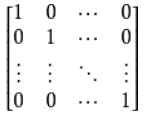 1 0 ⋯ 0
0 1 ⋯ 0
⋮ ⋮ ⋱ ⋮
0 0 ⋯ 1